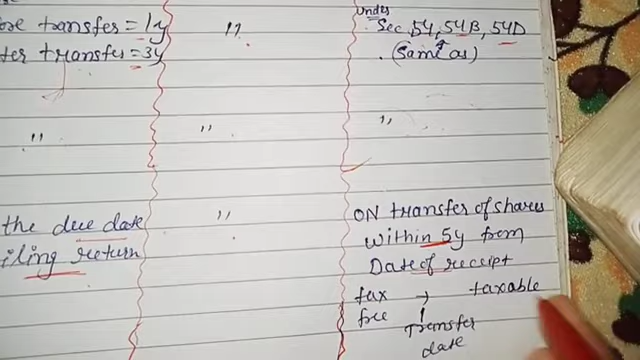 ore transfer = 1y
ter transfer = 3y
"
the due date
iling return
"
"
"
Under
Sec 54, 54B, 54D
(same as)
"
ON transfer of shares
within 5y from
Date of receipt
tax free → taxable
Transfer
date